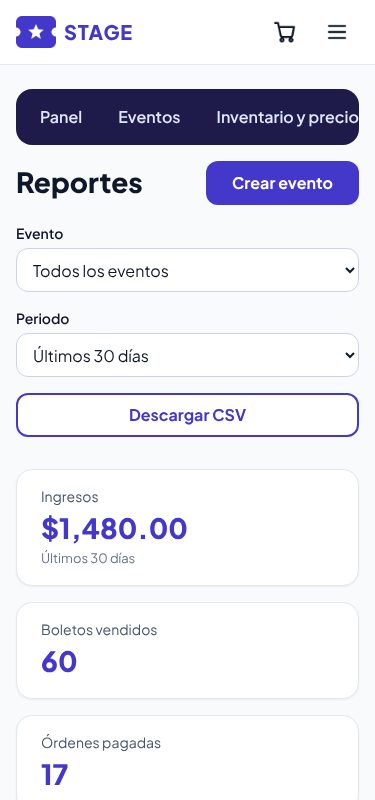 STAGE
Panel Eventos Inventario y precio
Reportes
Crear evento
Evento
Todos los eventos
Periodo
Últimos 30 días
Descargar CSV
Ingresos
$1,480.00
Últimos 30 días
Boletos vendidos
60
Órdenes pagadas
17